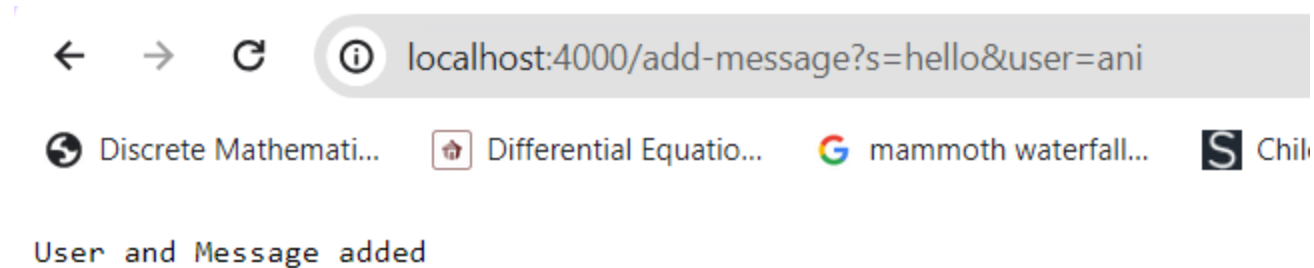 localhost:4000/add-message?s=hello&user=ani
Discrete Mathemati... Differential Equatio... mammoth waterfall... Chil
User and Message added